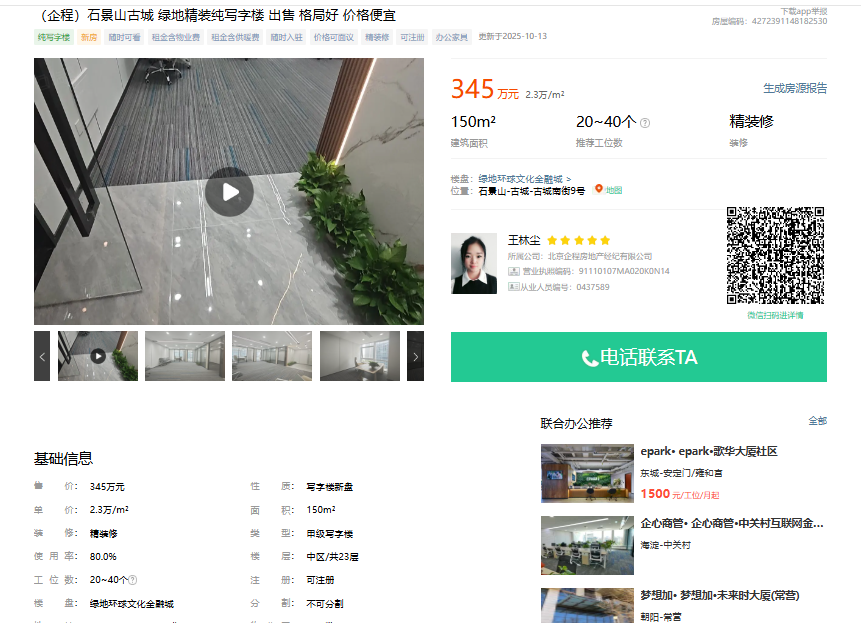 （企程）石景山古城 绿地精装纯写字楼 出售 格局好 价格便宜
下载app举报
房屋编码：4272391148182530
纯写字楼 新房 随时可看 租金含物业费 租金含供暖费 随时入驻 价格可面议 精装修 可注册 办公家具 更新于2025-10-13
345万元 2.3万/m²
生成房源报告
150m² 20~40个 精装修
建筑面积 推荐工位数 装修
楼盘：绿地环球文化金融城 >
位置：石景山-古城-古城南街9号 地图
王林尘
所属公司：北京企程房地产经纪有限公司
营业执照编码：91110107MA020K0N14
从业人员编号：0437589
微信扫码进详情
电话联系TA
联合办公推荐 全部
基础信息
售 价：345万元 性 质：写字楼新盘
单 价：2.3万/m² 面 积：150m²
装 修：精装修 类 型：甲级写字楼
使 用 率：80.0% 楼 层：中区/共23层
工 位 数：20~40个 注 册：可注册
楼 盘：绿地环球文化金融城 分 割：不可分割
epark• epark•歌华大厦社区
东城-安定门/雍和宫
1500元/工位/月起
企心商管• 企心商管•中关村互联网金...
海淀-中关村
梦想加• 梦想加•未来时大厦(常营)
朝阳-常营